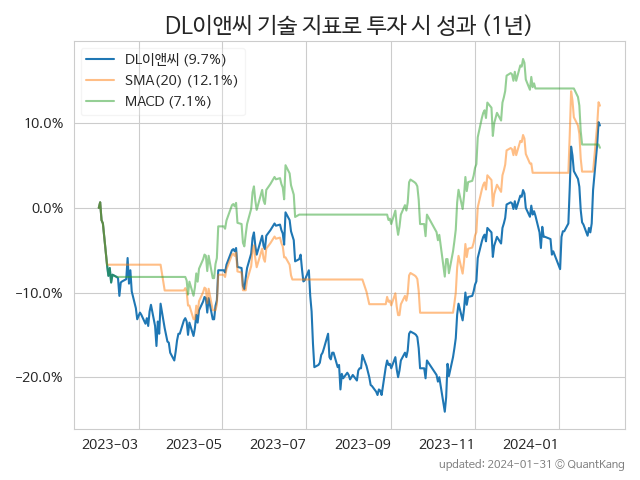 DL이앤씨 기술 지표로 투자 시 성과 (1년)
DL이앤씨 (9.7%)
SMA(20) (12.1%)
MACD (7.1%)
10.0%
0.0%
−10.0%
−20.0%
2023-03 2023-05 2023-07 2023-09 2023-11 2024-01
updated: 2024-01-31 © QuantKang